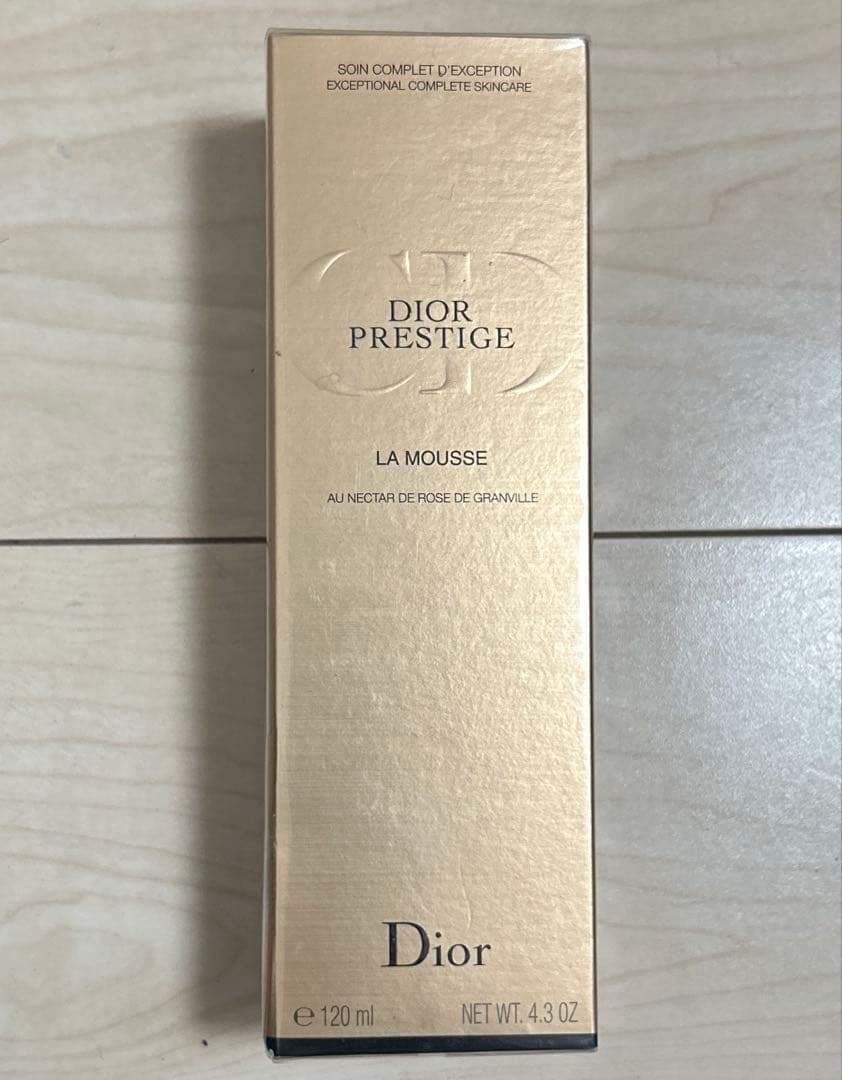 SOIN COMPLET D'EXCEPTION
EXCEPTIONAL COMPLETE SKINCARE
CD
DIOR
PRESTIGE
LA MOUSSE
AU NECTAR DE ROSE DE GRANVILLE
Dior
℮ 120 ml NET WT. 4.3 OZ